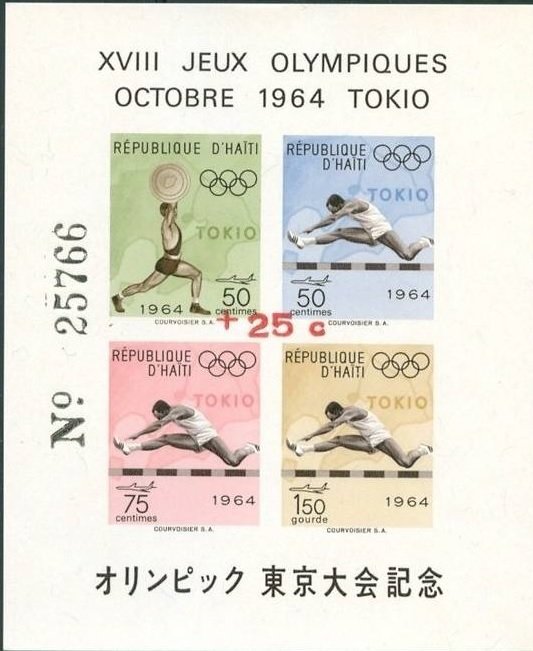 XVIII JEUX OLYMPIQUES
OCTOBRE 1964 TOKIO
RÉPUBLIQUE D'HAÏTI
TOKIO
1964
50
centimes
COURVOISIER S. A.
RÉPUBLIQUE
D'HAÏTI
TOKIO
50
centimes
1964
COURVOISIER S. A.
+ 25 c
No. 25766
RÉPUBLIQUE
D'HAÏTI
TOKIO
75
centimes
1964
COURVOISIER S. A.
RÉPUBLIQUE
D'HAÏTI
TOKIO
1.50
gourde
1964
COURVOISIER S. A.
オリンピック 東京大会記念